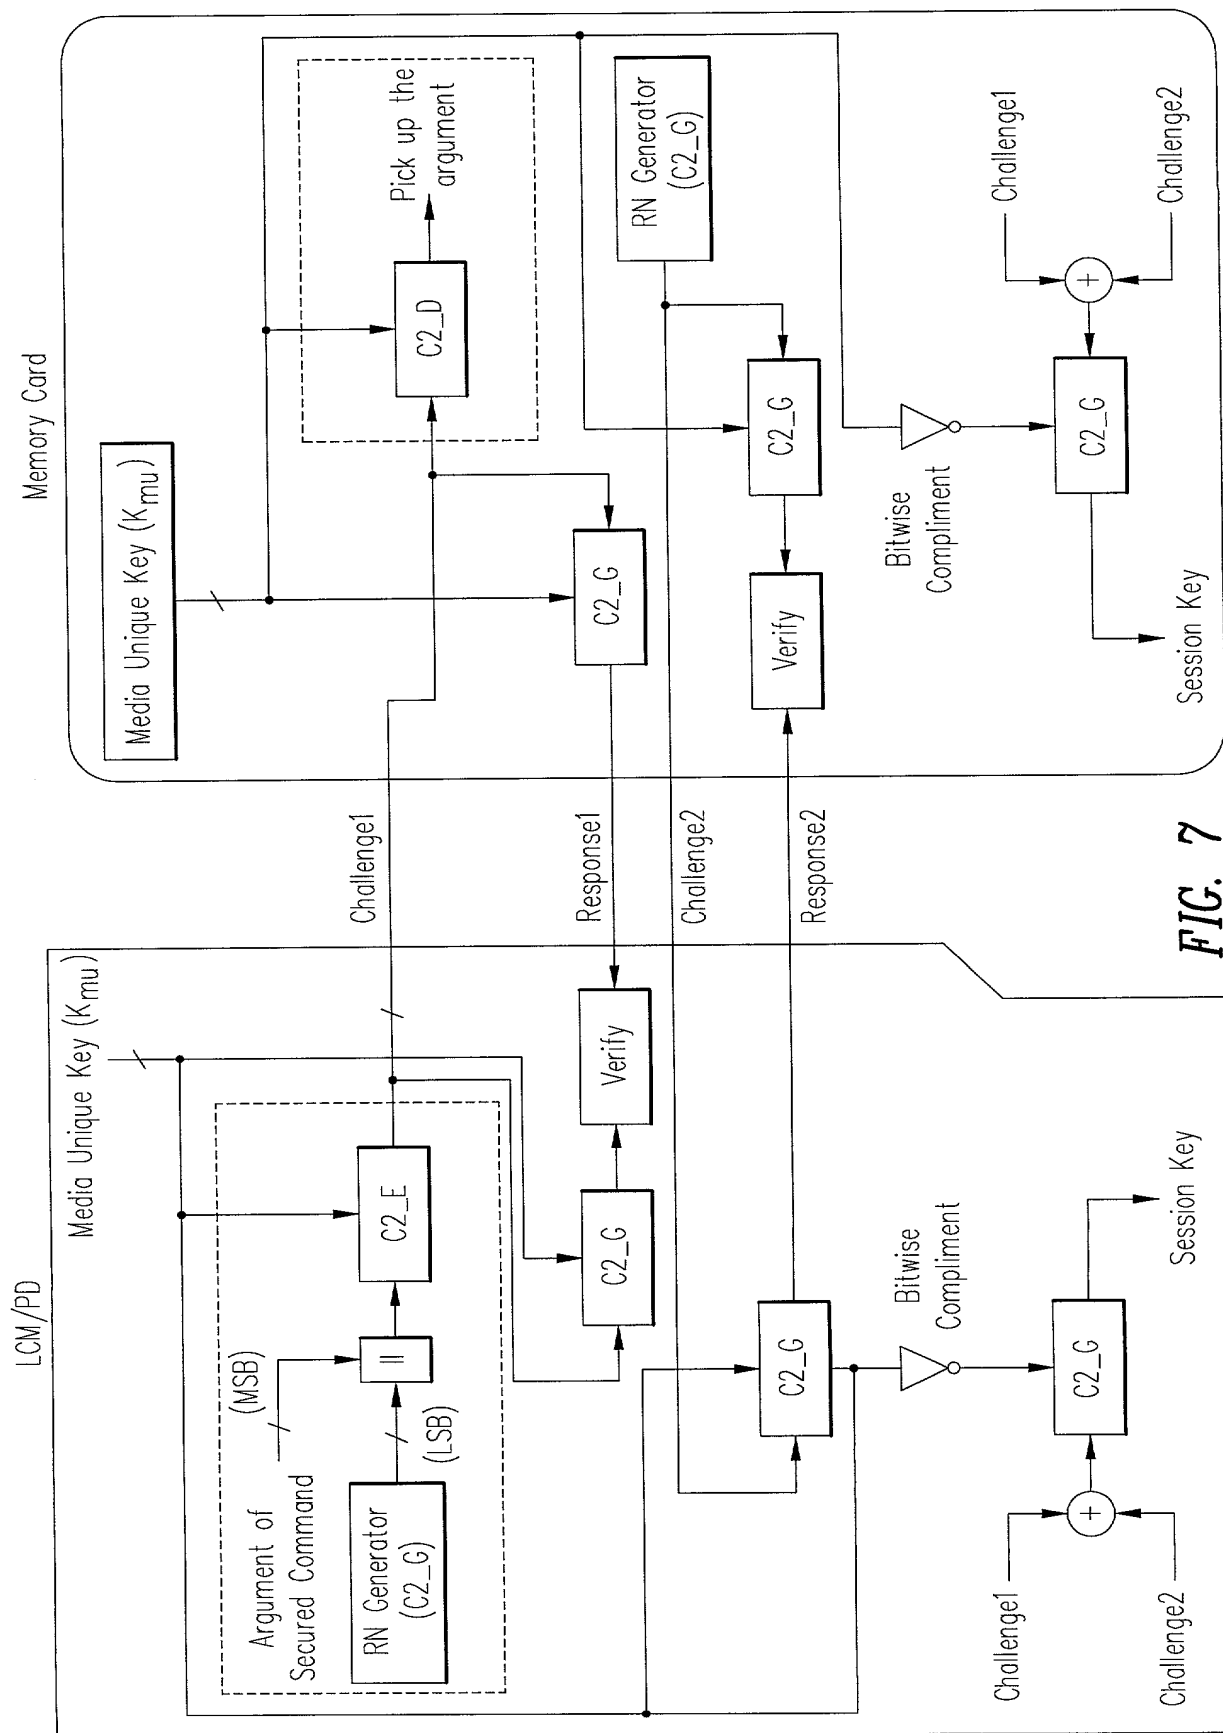 LCM/PD
Media Unique Key (Kmu)
Argument of
Secured Command
(MSB)
RN Generator
(C2_G)
(LSB)
||
C2_E
C2_G
Verify
C2_G
Bitwise
Compliment
Challenge1
Challenge2
+
C2_G
Session Key
Challenge1
Response1
Challenge2
Response2
Memory Card
Media Unique Key (Kmu)
C2_D
Pick up the
argument
C2_G
RN Generator
(C2_G)
C2_G
Verify
Bitwise
Compliment
Challenge1
Challenge2
+
C2_G
Session Key
FIG. 7